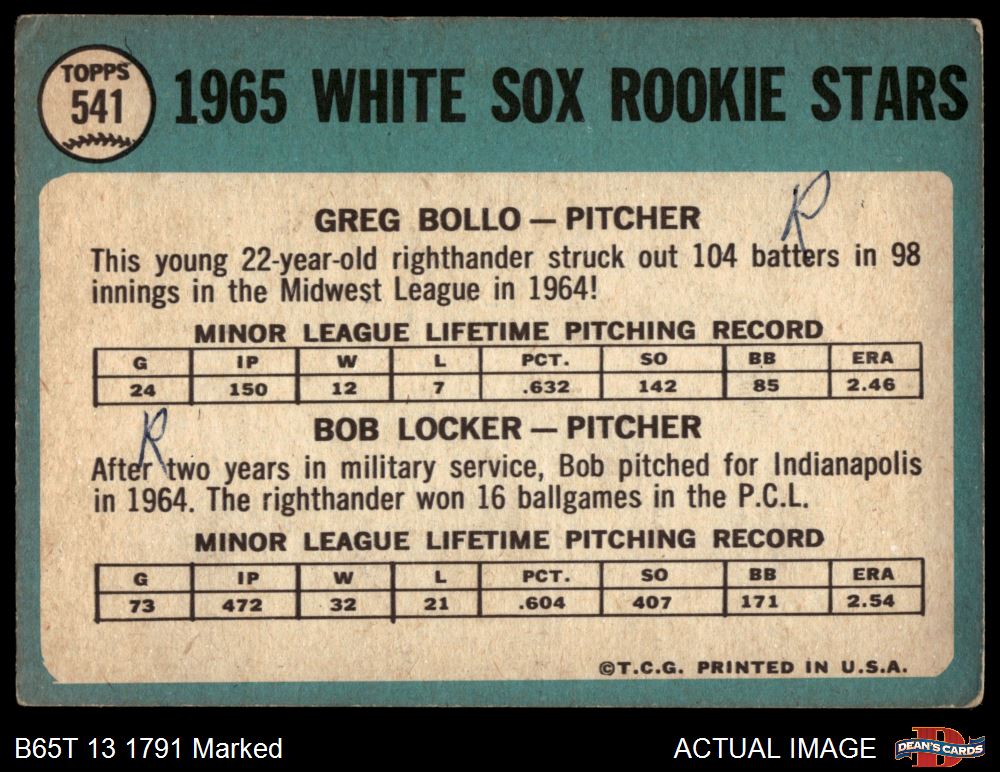 TOPPS
541
1965 WHITE SOX ROOKIE STARS
R
GREG BOLLO — PITCHER
This young 22-year-old righthander struck out 104 batters in 98
innings in the Midwest League in 1964!
MINOR LEAGUE LIFETIME PITCHING RECORD
G IP W L PCT. SO BB ERA
24 150 12 7 .632 142 85 2.46
R
BOB LOCKER — PITCHER
After two years in military service, Bob pitched for Indianapolis
in 1964. The righthander won 16 ballgames in the P.C.L.
MINOR LEAGUE LIFETIME PITCHING RECORD
G IP W L PCT. SO BB ERA
73 472 32 21 .604 407 171 2.54
©T.C.G. PRINTED IN U.S.A.
B65T 13 1791 Marked
ACTUAL IMAGE
D
DEAN'S CARDS